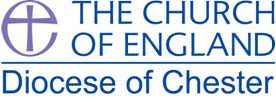 THE CHURCH
OF ENGLAND
Diocese of Chester